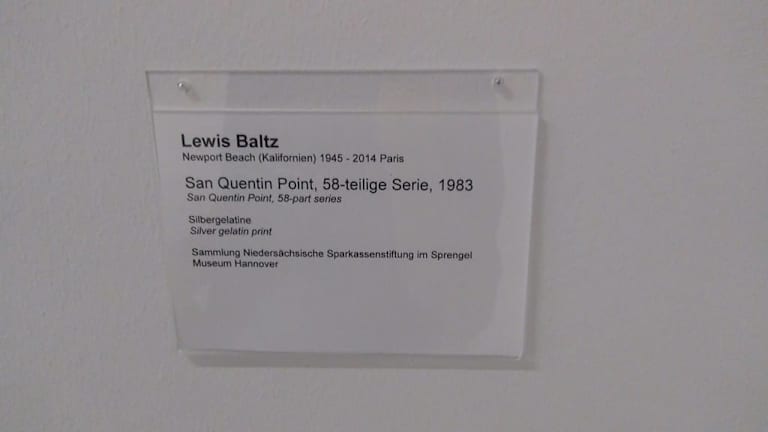 Lewis Baltz
Newport Beach (Kalifornien) 1945 - 2014 Paris
San Quentin Point, 58-teilige Serie, 1983
San Quentin Point, 58-part series
Silbergelatine
Silver gelatin print
Sammlung Niedersächsische Sparkassenstiftung im Sprengel
Museum Hannover